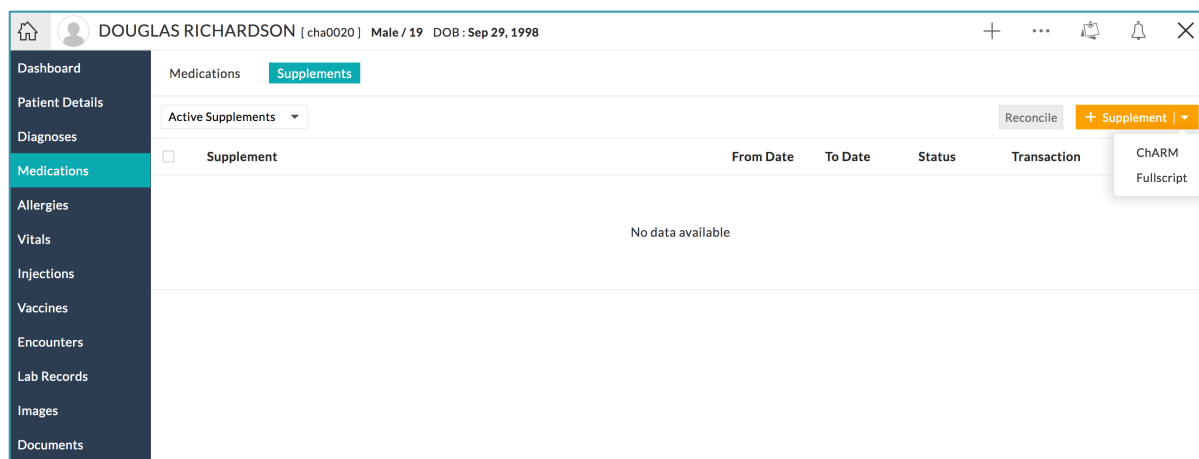 DOUGLAS RICHARDSON [ cha0020 ] Male / 19 DOB : Sep 29, 1998
Dashboard
Patient Details
Diagnoses
Medications
Allergies
Vitals
Injections
Vaccines
Encounters
Lab Records
Images
Documents
Medications Supplements
Active Supplements Reconcile + Supplement
ChARM
Fullscript
Supplement From Date To Date Status Transaction
No data available